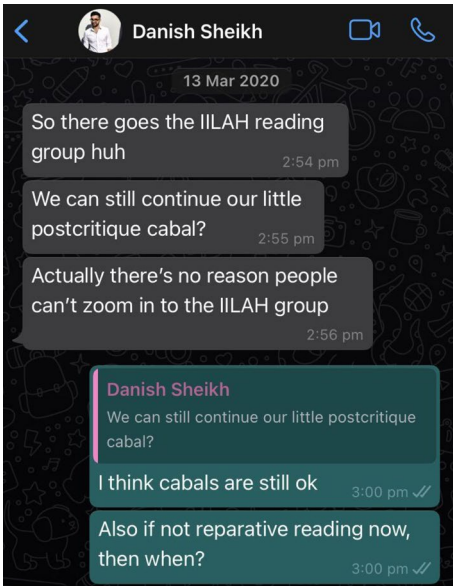 Danish Sheikh
13 Mar 2020
So there goes the IILAH reading
group huh
2:54 pm
We can still continue our little
postcritique cabal?
2:55 pm
Actually there's no reason people
can't zoom in to the IILAH group
2:56 pm
Danish Sheikh
We can still continue our little postcritique
cabal?
I think cabals are still ok
3:00 pm
Also if not reparative reading now,
then when?
3:00 pm